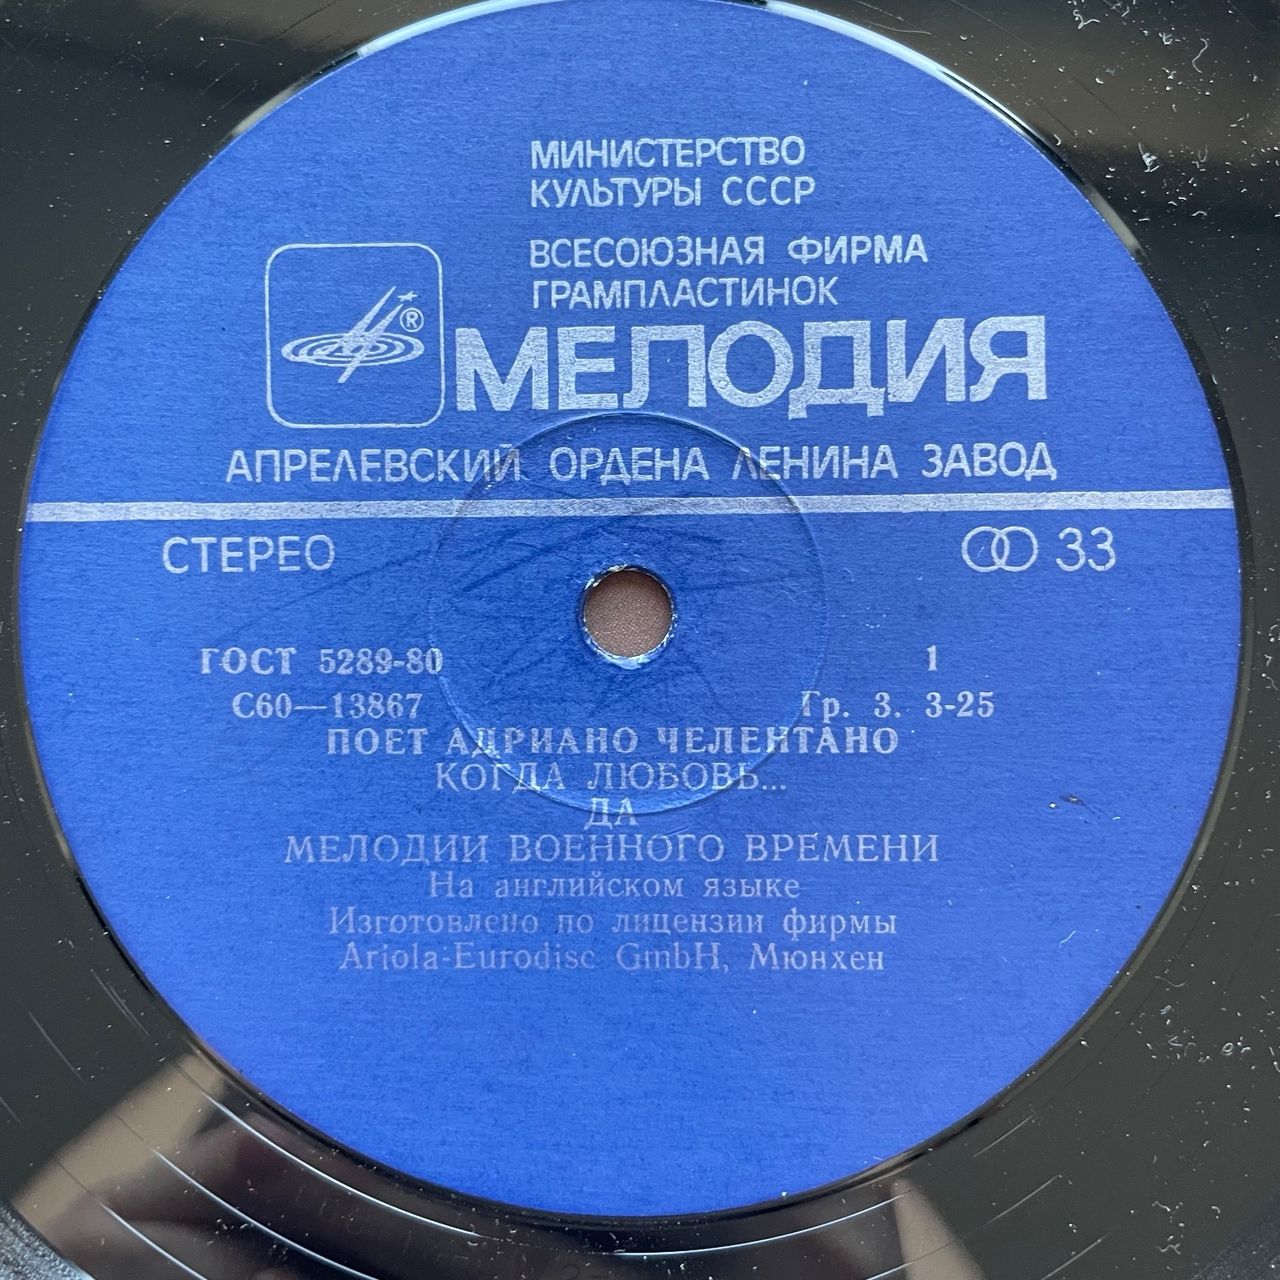 МИНИСТЕРСТВО
КУЛЬТУРЫ СССР
ВСЕСОЮЗНАЯ ФИРМА
ГРАМПЛАСТИНОК
®
МЕЛОДИЯ
АПРЕЛЕВСКИЙ ОРДЕНА ЛЕНИНА ЗАВОД
СТЕРЕО 33
ГОСТ 5289-80 1
С60—13867 Гр. 3. 3-25
ПОЕТ АДРИАНО ЧЕЛЕНТАНО
КОГДА ЛЮБОВЬ...
ДА
МЕЛОДИИ ВОЕННОГО ВРЕМЕНИ
На английском языке
Изготовлено по лицензии фирмы
Ariola-Eurodisc GmbH, Мюнхен